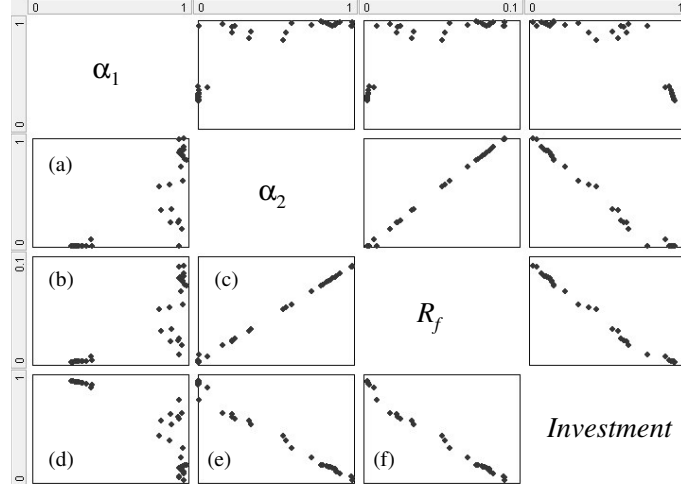 0 1 0 1 0 0.1 0 1
1
α1
0
1
(a)
α2
0
0.1
(b) (c)
Rf
0
1
(d) (e) (f)
Investment
0